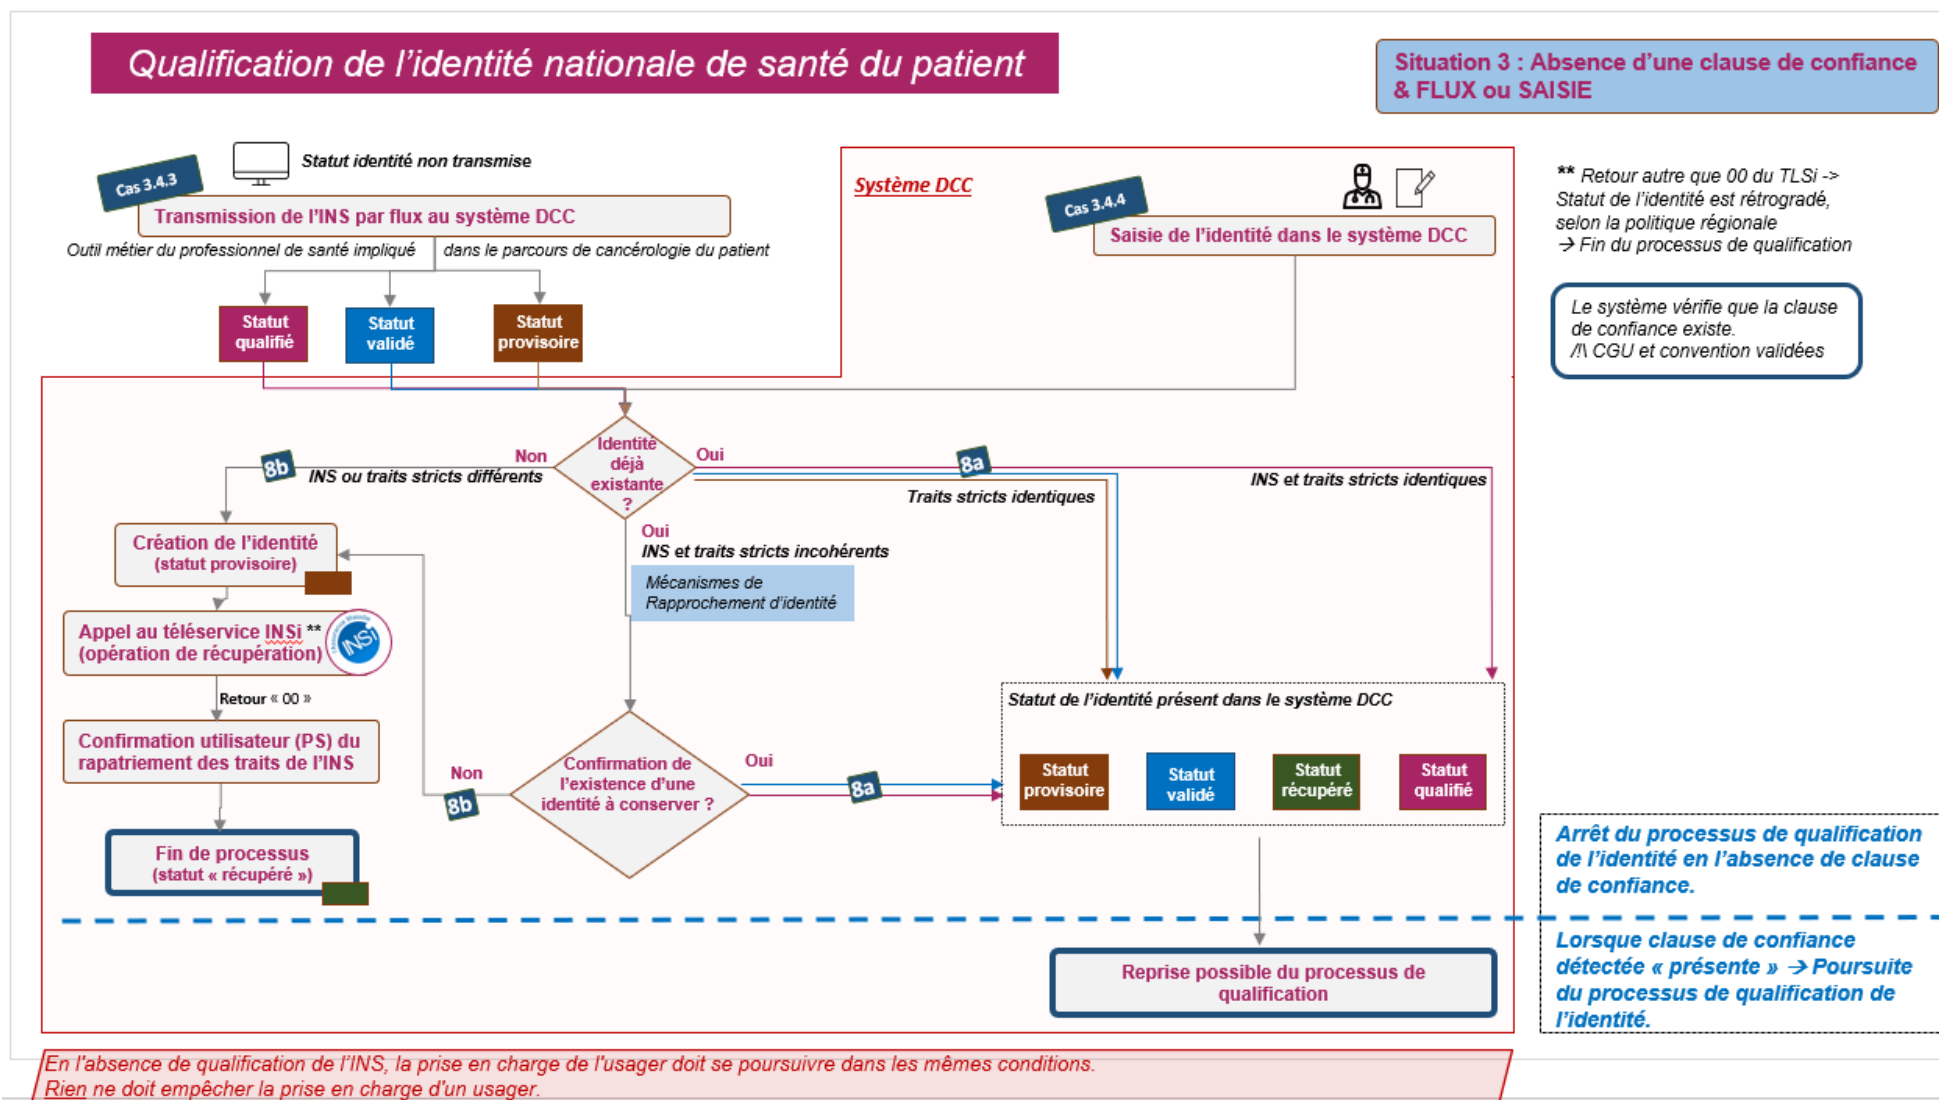 Qualification de l'identité nationale de santé du patient
Situation 3 : Absence d'une clause de confiance
& FLUX ou SAISIE
Cas 3.4.3
Statut identité non transmise
Transmission de l'INS par flux au système DCC
Outil métier du professionnel de santé impliqué dans le parcours de cancérologie du patient
Statut
qualifié
Statut
validé
Statut
provisoire
Système DCC
Cas 3.4.4
Saisie de l'identité dans le système DCC
** Retour autre que 00 du TLSi ->
Statut de l'identité est rétrogradé,
selon la politique régionale
→ Fin du processus de qualification
Le système vérifie que la clause
de confiance existe.
/!\ CGU et convention validées
Identité
déjà
existante
?
Non
8b
INS ou traits stricts différents
Oui
8a
INS et traits stricts identiques
Traits stricts identiques
Oui
INS et traits stricts incohérents
Mécanismes de
Rapprochement d'identité
Création de l'identité
(statut provisoire)
Appel au téléservice INSi **
(opération de récupération)
INSi
Retour « 00 »
Confirmation utilisateur (PS) du
rapatriement des traits de l'INS
Fin de processus
(statut « récupéré »)
Confirmation de
l'existence d'une
identité à conserver ?
Non
8b
Oui
8a
Statut de l'identité présent dans le système DCC
Statut
provisoire
Statut
validé
Statut
récupéré
Statut
qualifié
Arrêt du processus de qualification
de l'identité en l'absence de clause
de confiance.
Lorsque clause de confiance
détectée « présente » → Poursuite
du processus de qualification de
l'identité.
Reprise possible du processus de
qualification
En l'absence de qualification de l'INS, la prise en charge de l'usager doit se poursuivre dans les mêmes conditions.
Rien ne doit empêcher la prise en charge d'un usager.